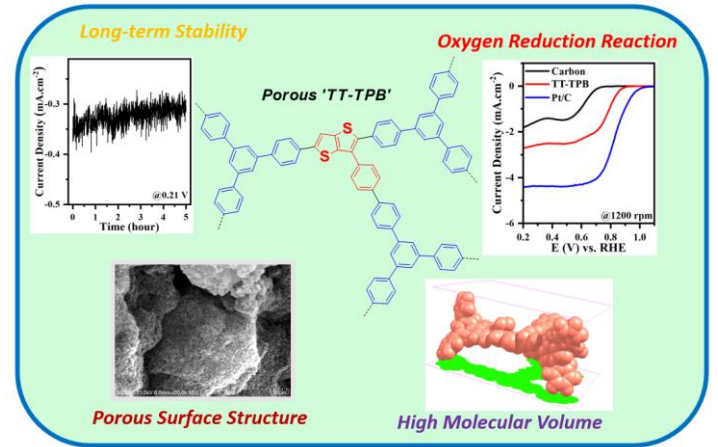 Long-term Stability
Oxygen Reduction Reaction
Current Density (mA.cm⁻²)
-0.3
-0.4
-0.5
0 1 2 3 4 5
Time (hour)
@0.21 V
Porous 'TT-TPB'
S
S
Current Density (mA.cm⁻²)
0
-2
-4
-6
0.2 0.4 0.6 0.8 1.0
E (V) vs. RHE
Carbon
TT-TPB
Pt/C
@1200 rpm
Porous Surface Structure
High Molecular Volume